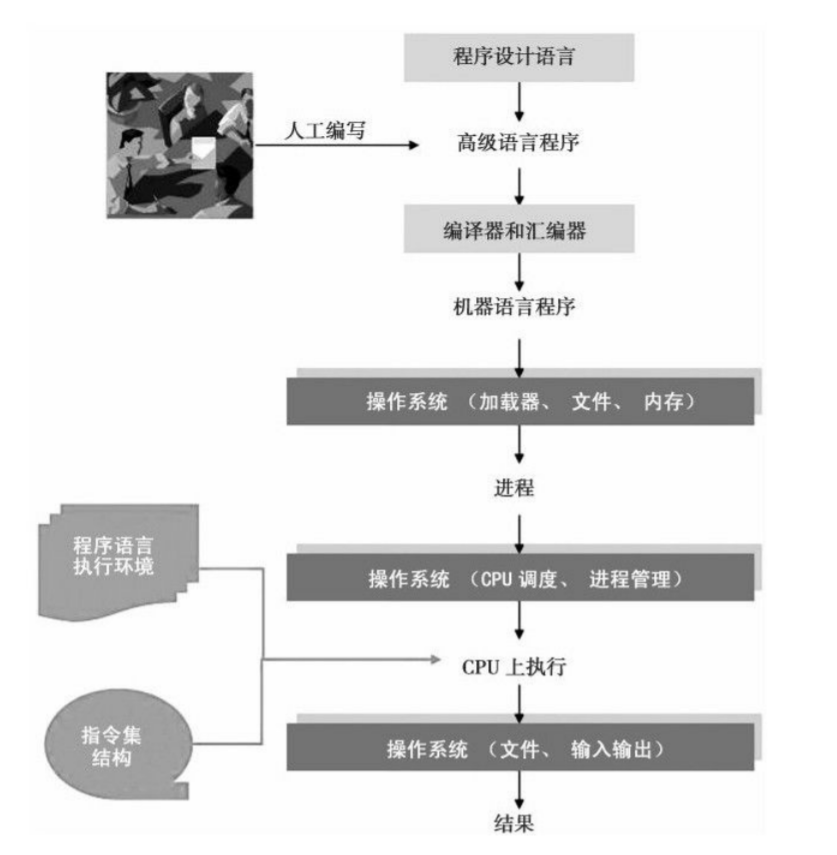 程序设计语言
人工编写
高级语言程序
编译器和汇编器
机器语言程序
操作系统 （加载器、 文件、 内存）
进程
程序语言
执行环境
操作系统 （CPU 调度、 进程管理）
CPU 上执行
指令集
结构
操作系统 （文件、 输入输出）
结果